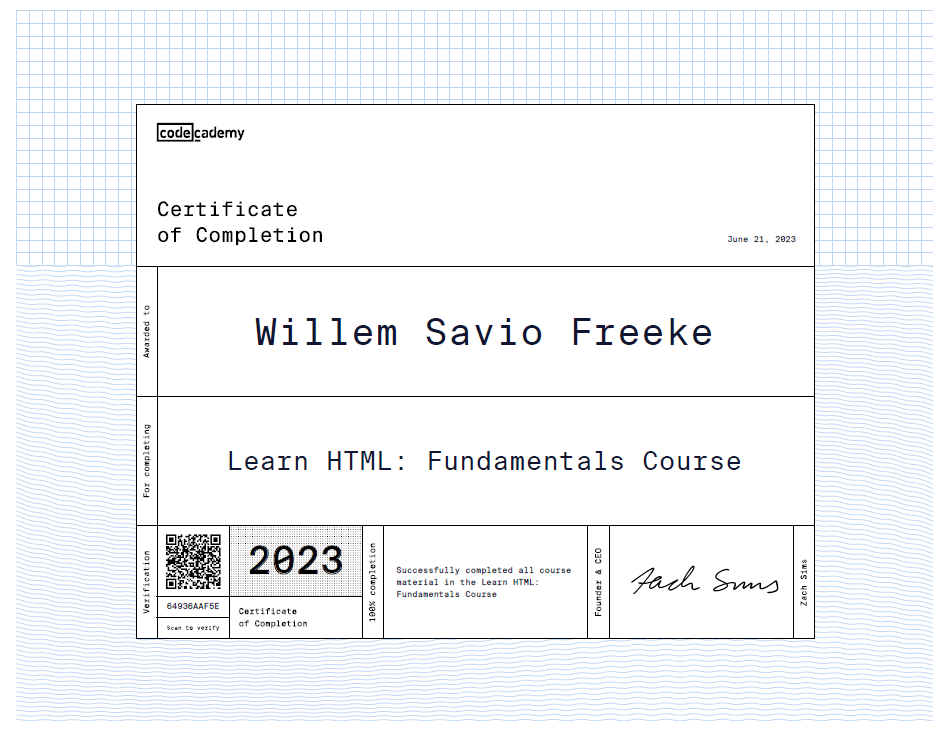 codecademy
Certificate
of Completion
June 21, 2023
Awarded to
Willem Savio Freeke
For completing
Learn HTML: Fundamentals Course
Verification
64936AAF5E
Scan to verify
2023
Certificate
of Completion
100% completion
Successfully completed all course
material in the Learn HTML:
Fundamentals Course
Founder & CEO
Zach Sims
Zach Sims